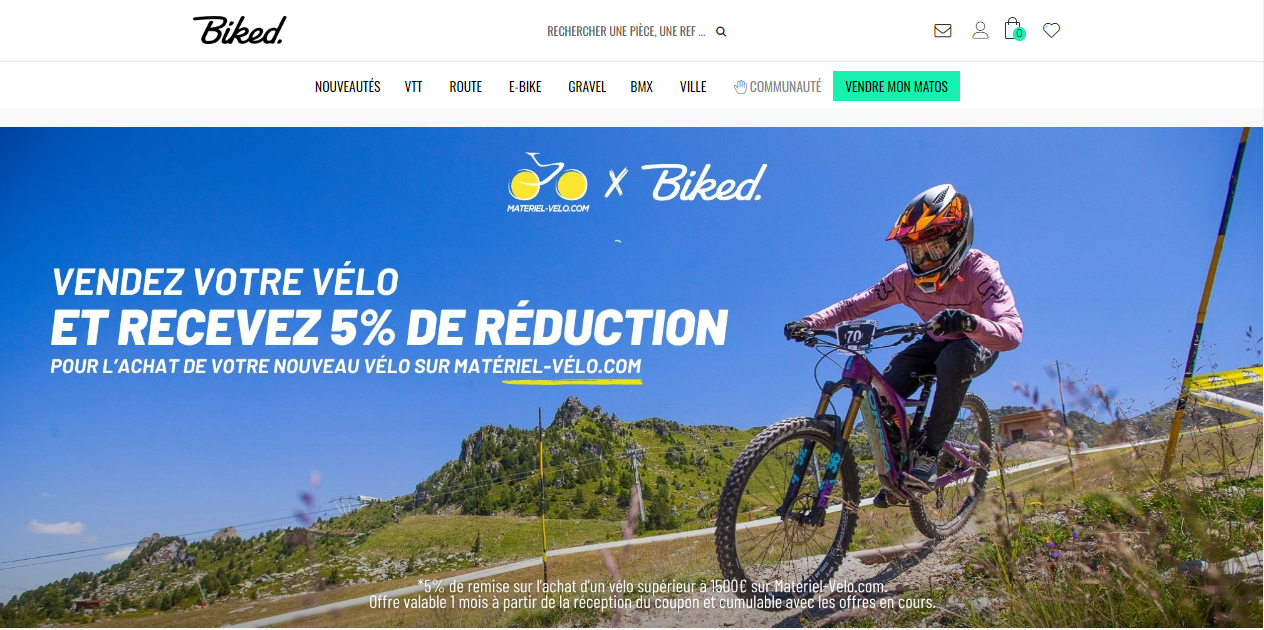 Biked.
RECHERCHER UNE PIÈCE, UNE REF ...
0
NOUVEAUTÉS VTT ROUTE E-BIKE GRAVEL BMX VILLE COMMUNAUTÉ VENDRE MON MATOS
MATERIEL-VELO.COM X Biked.
VENDEZ VOTRE VÉLO
ET RECEVEZ 5% DE RÉDUCTION
POUR L'ACHAT DE VOTRE NOUVEAU VÉLO SUR MATÉRIEL-VÉLO.COM
70
*5% de remise sur l'achat d'un vélo supérieur à 1500€ sur Matériel-Velo.com.
Offre valable 1 mois à partir de la réception du coupon et cumulable avec les offres en cours.